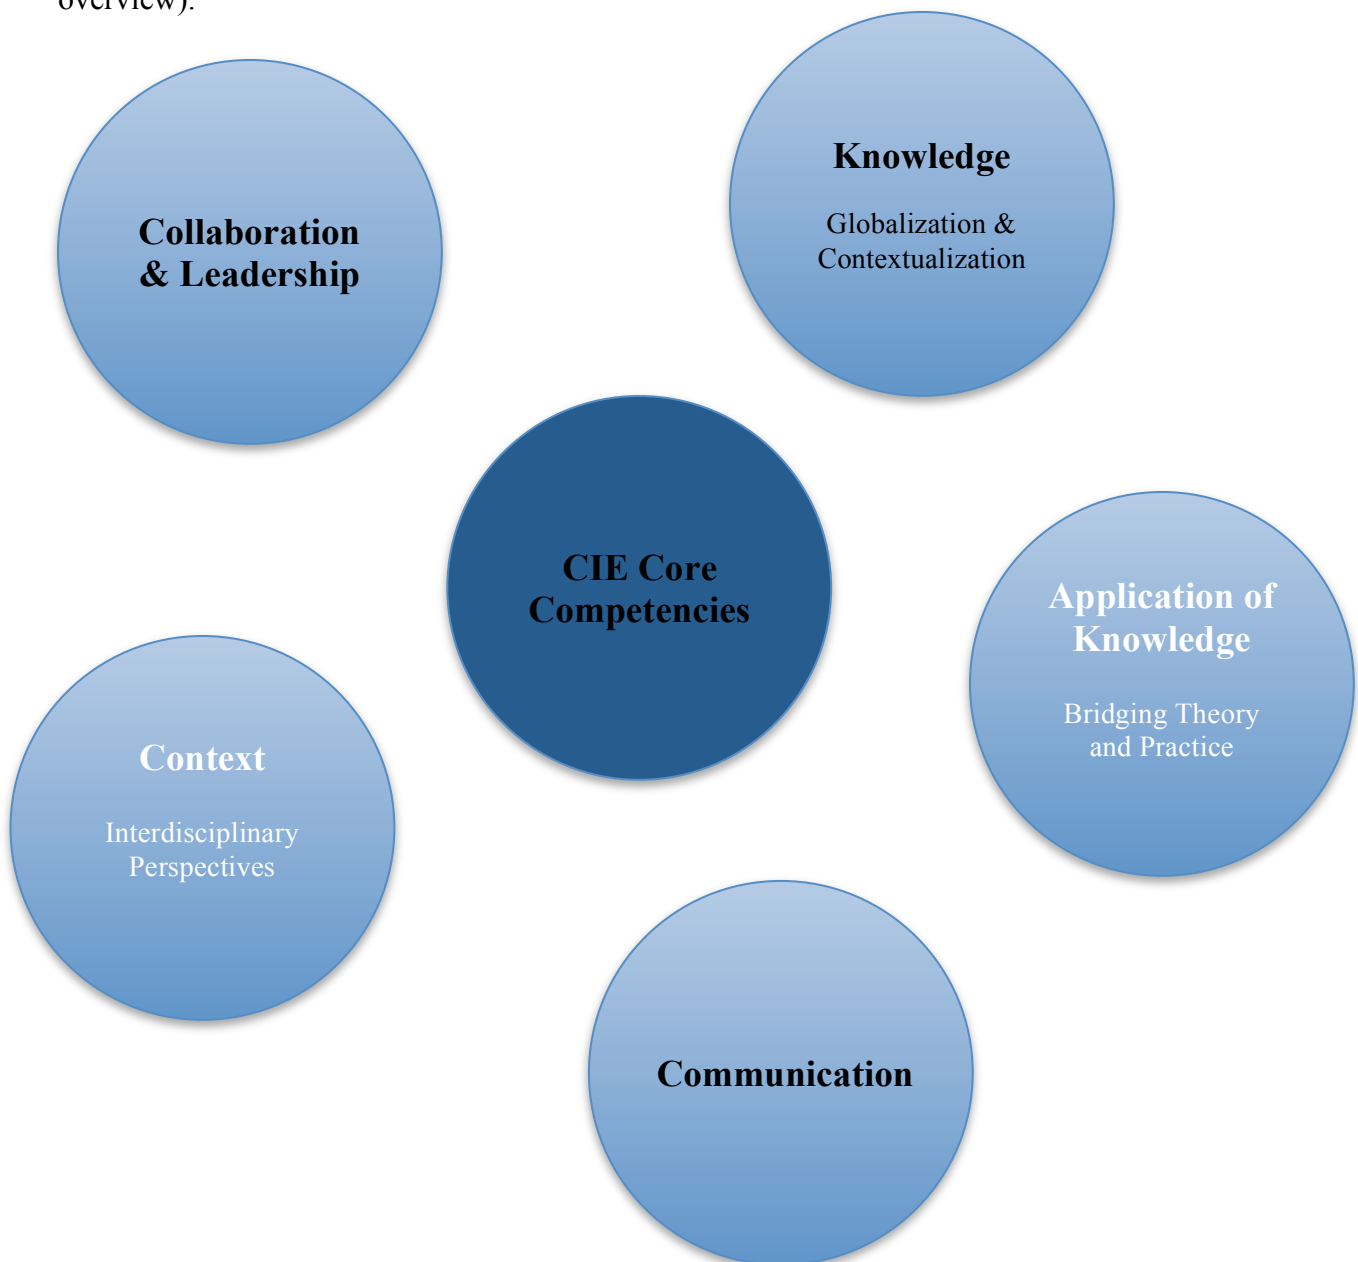 overview).
Knowledge
Globalization &
Contextualization
Collaboration
& Leadership
CIE Core
Competencies
Application of
Knowledge
Bridging Theory
and Practice
Context
Interdisciplinary
Perspectives
Communication